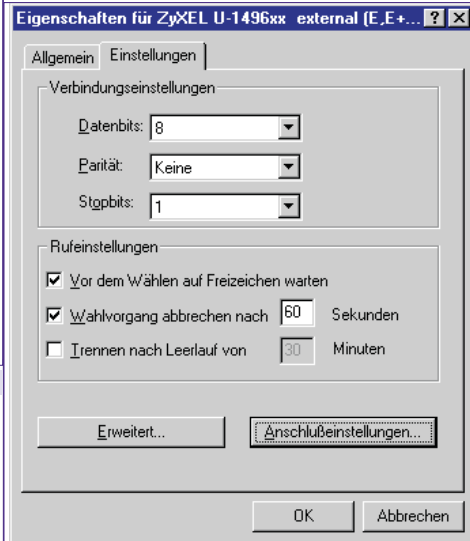 Eigenschaften für ZyXEL U-1496xx external (E,E+...
Allgemein
Einstellungen
Verbindungseinstellungen
Datenbits: 8
Parität: Keine
Stopbits: 1
Rufeinstellungen
Vor dem Wählen auf Freizeichen warten
Wahlvorgang abbrechen nach 60 Sekunden
Trennen nach Leerlauf von 30 Minuten
Erweitert...
Anschlußeinstellungen...
OK
Abbrechen